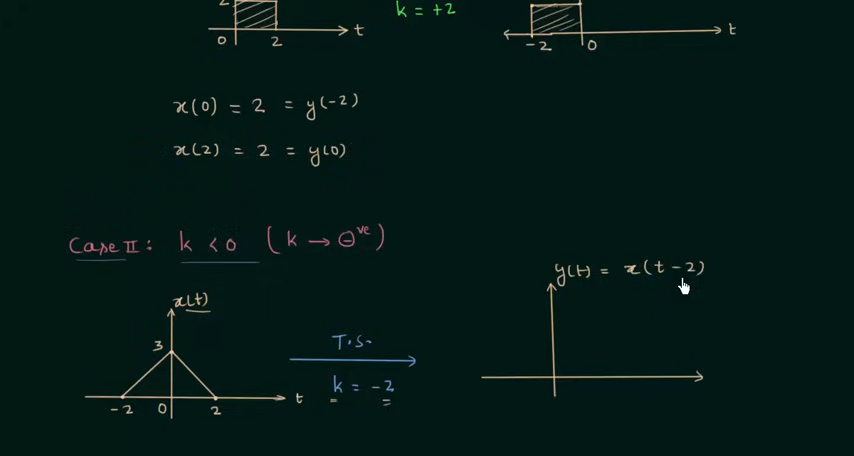 2
0 2 t
k = +2
-2 0 t
x(0) = 2 = y(-2)
x(2) = 2 = y(0)
Case II: k < 0 (k → ⊖ve)
x(t)
3
-2 0 2 t
T.S.
k = -2
y(t) = x(t-2)